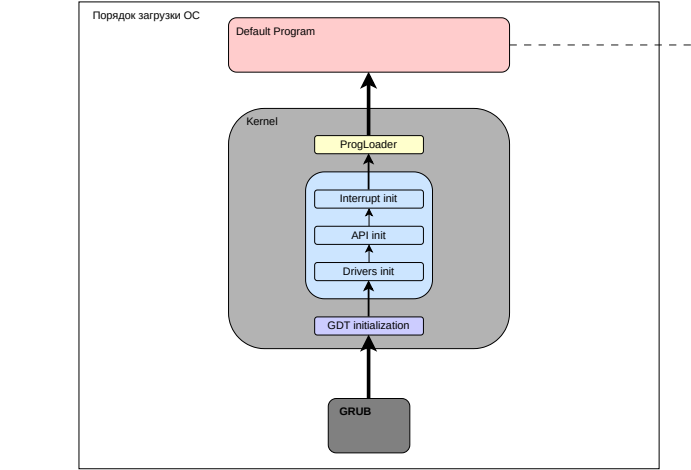 Порядок загрузки ОС
Default Program
Kernel
ProgLoader
Interrupt init
API init
Drivers init
GDT initialization
GRUB